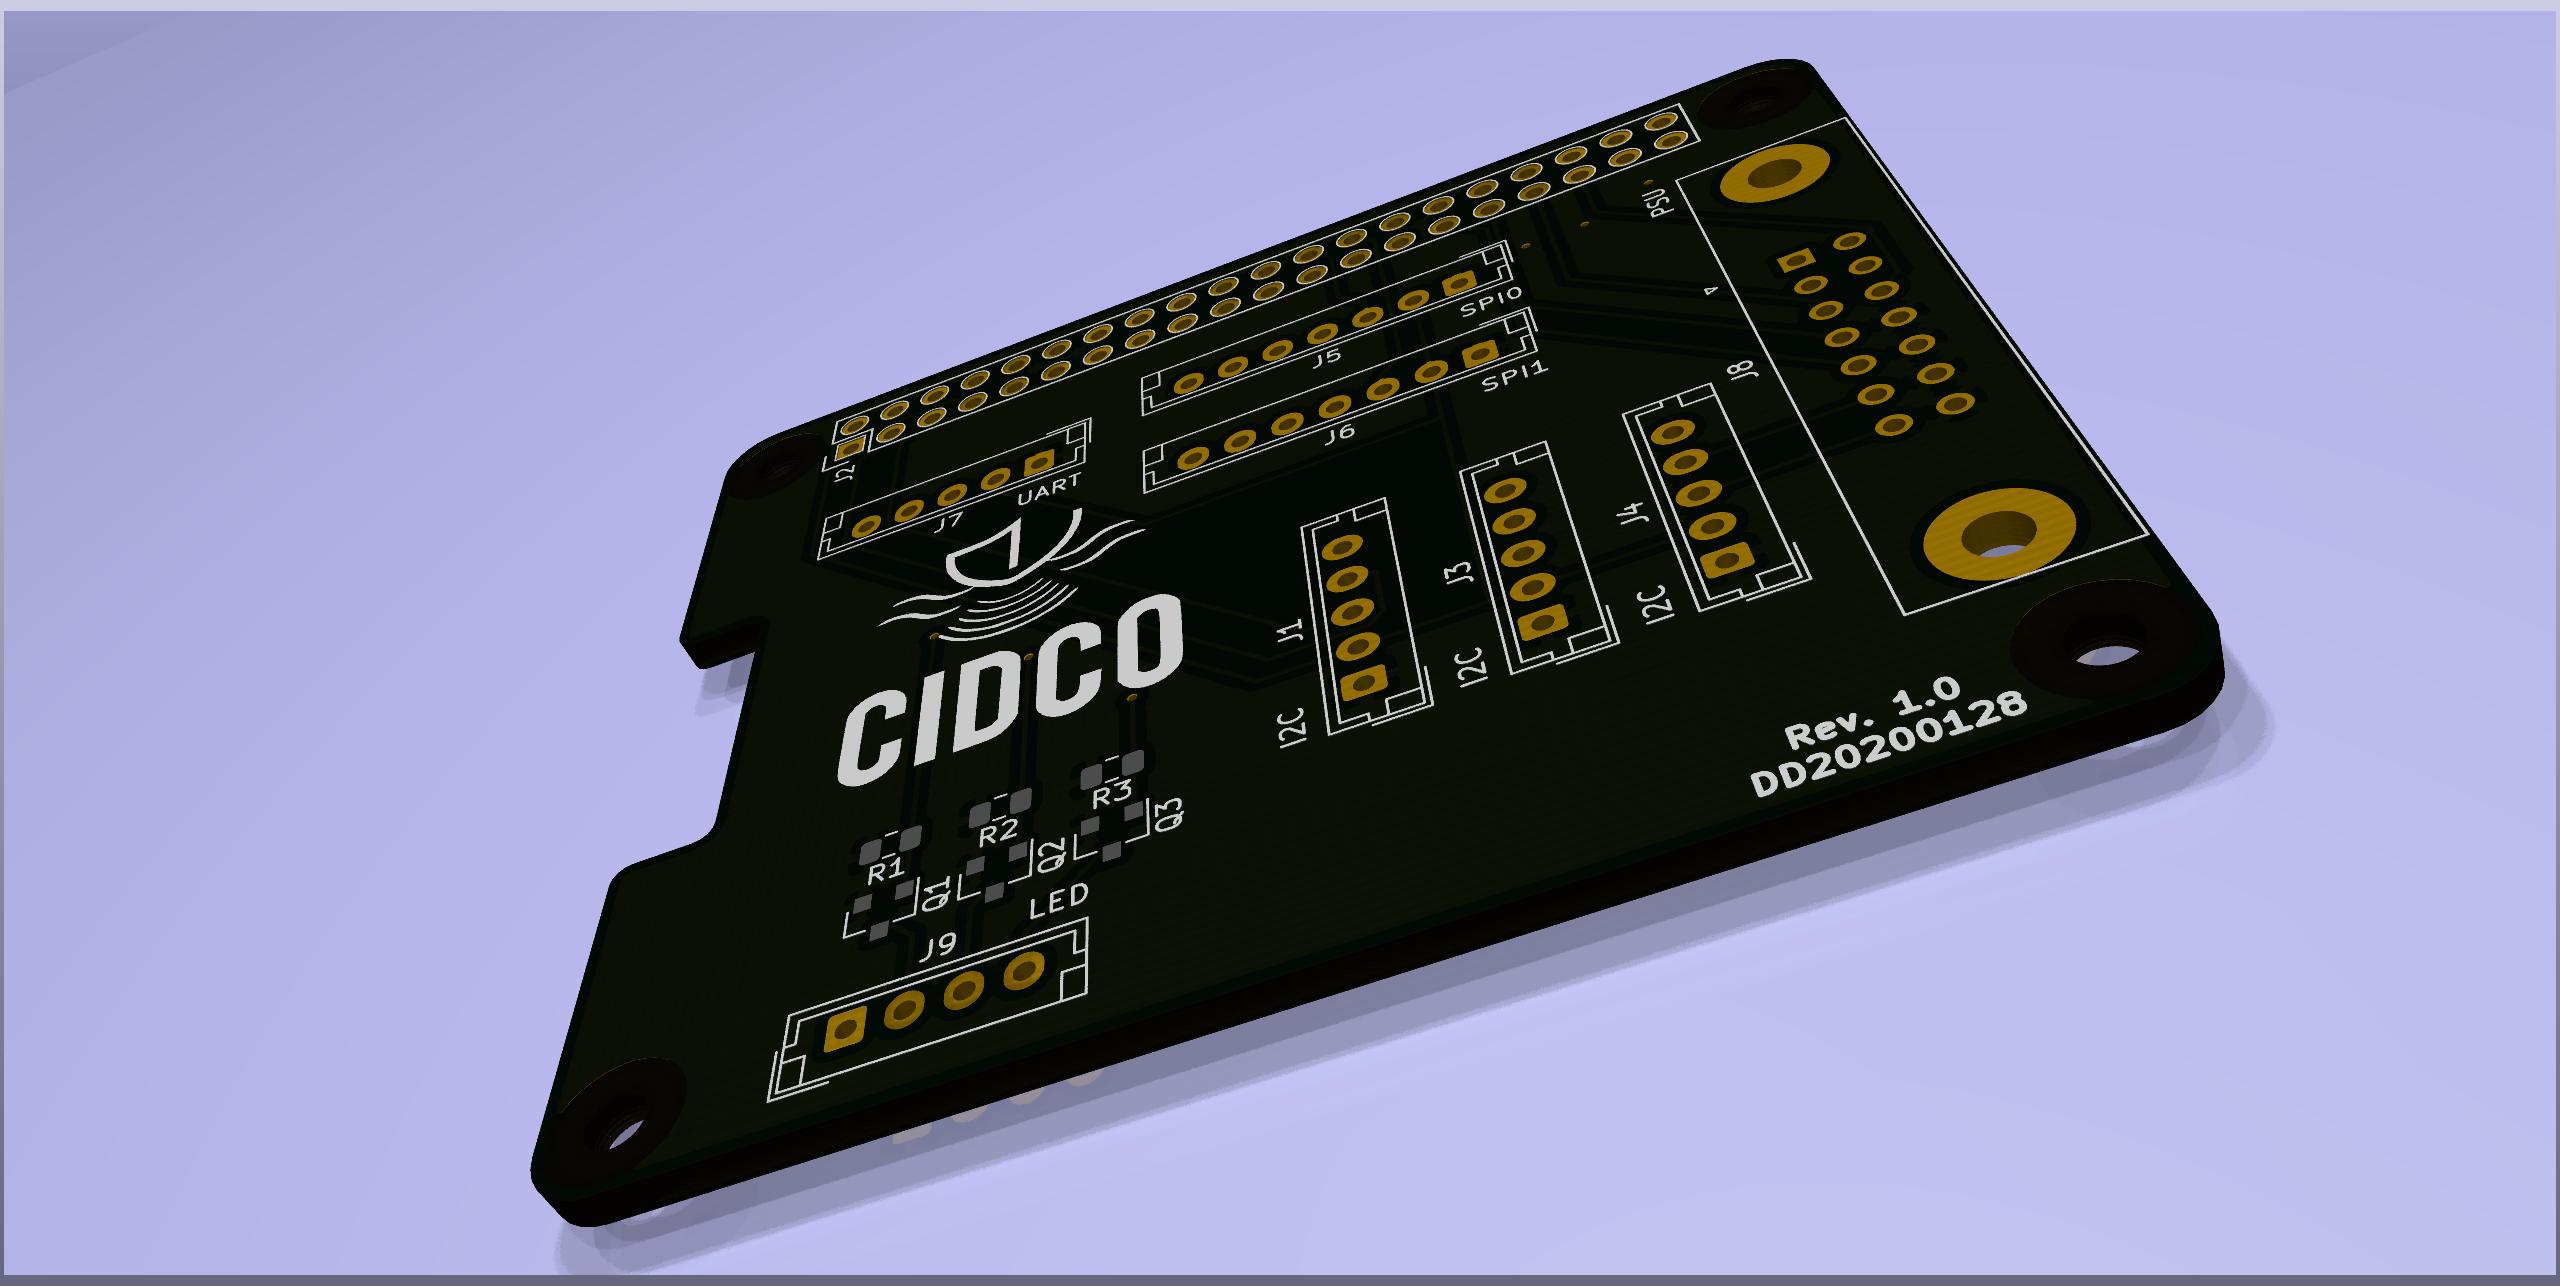 PSU
J2
SPI0
J5
SPI1
J6
UART
J7
J8
J4
J3
J1
I2C
I2C
I2C
CIDCO
Rev. 1.0
DD20200128
R3
Q3
R2
Q2
R1
Q1
LED
J9